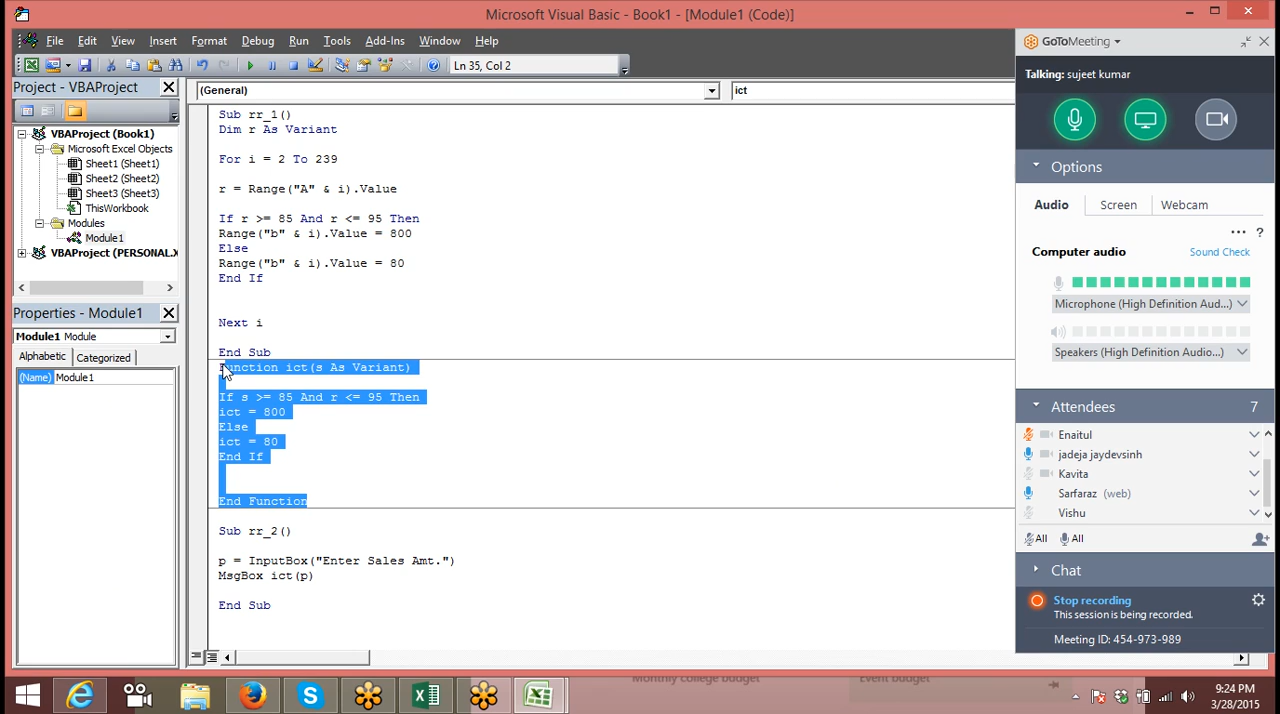 Microsoft Visual Basic - Book1 - [Module1 (Code)]
File Edit View Insert Format Debug Run Tools Add-Ins Window Help
Ln 35, Col 2
Project - VBAProject
VBAProject (Book1)
Microsoft Excel Objects
Sheet1 (Sheet1)
Sheet2 (Sheet2)
Sheet3 (Sheet3)
ThisWorkbook
Modules
Module1
VBAProject (PERSONAL.X
Properties - Module1
Module1 Module
Alphabetic Categorized
(Name) Module1
(General) ict
Sub rr_1()
Dim r As Variant
For i = 2 To 239
r = Range("A" & i).Value
If r >= 85 And r <= 95 Then
Range("b" & i).Value = 800
Else
Range("b" & i).Value = 80
End If
Next i
End Sub
Function ict(s As Variant)
If s >= 85 And r <= 95 Then
ict = 800
Else
ict = 80
End If
End Function
Sub rr_2()
p = InputBox("Enter Sales Amt.")
MsgBox ict(p)
End Sub
GoToMeeting
Talking: sujeet kumar
Options
Audio Screen Webcam
... ?
Computer audio Sound Check
Microphone (High Definition Aud...)
Speakers (High Definition Audio...)
Attendees 7
Enaitul
jadeja jaydevsinh
Kavita
Sarfaraz (web)
Vishu
All All
Chat
Stop recording
This session is being recorded.
Meeting ID: 454-973-989
Monthly college budget Event budget
9:24 PM
3/28/2015